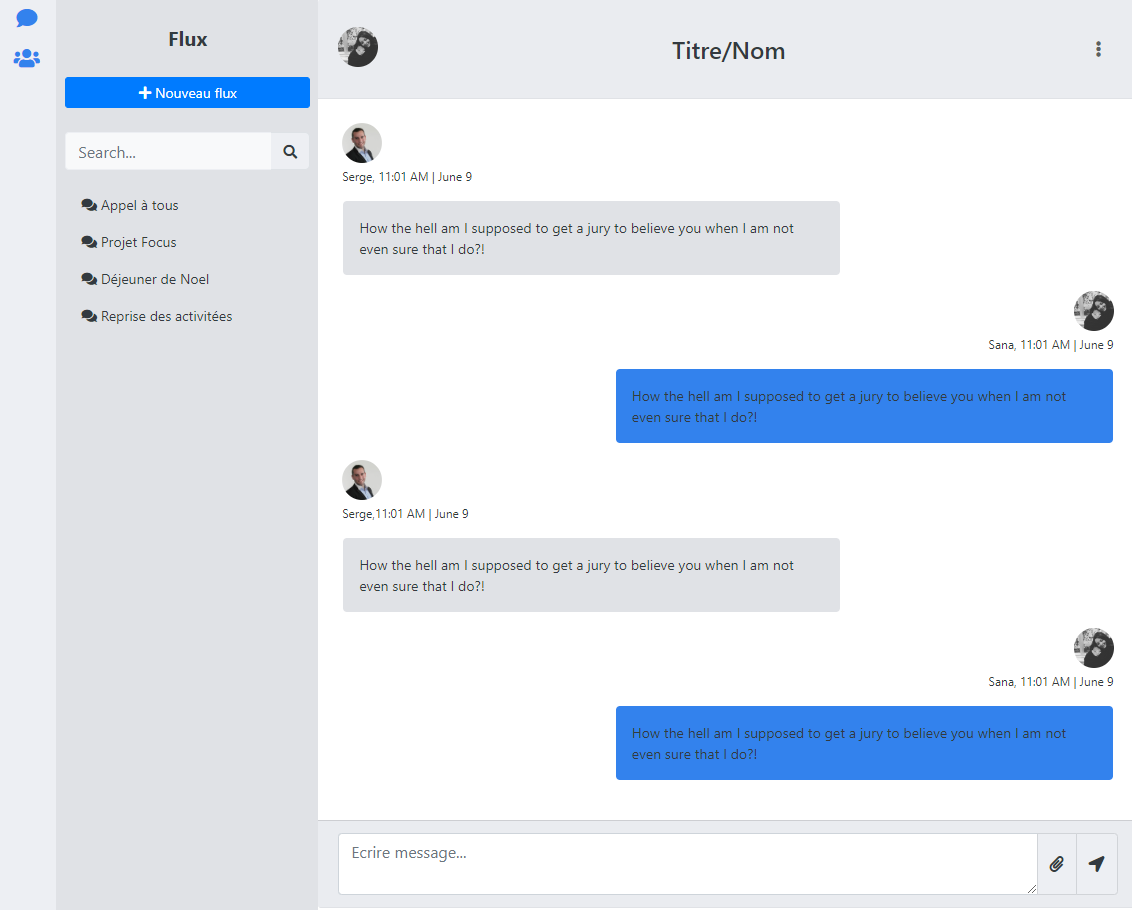 Flux
Nouveau flux
Search...
Appel à tous
Projet Focus
Déjeuner de Noel
Reprise des activitées
Titre/Nom
Serge, 11:01 AM | June 9
How the hell am I supposed to get a jury to believe you when I am not
even sure that I do?!
Sana, 11:01 AM | June 9
How the hell am I supposed to get a jury to believe you when I am not
even sure that I do?!
Serge,11:01 AM | June 9
How the hell am I supposed to get a jury to believe you when I am not
even sure that I do?!
Sana, 11:01 AM | June 9
How the hell am I supposed to get a jury to believe you when I am not
even sure that I do?!
Ecrire message...